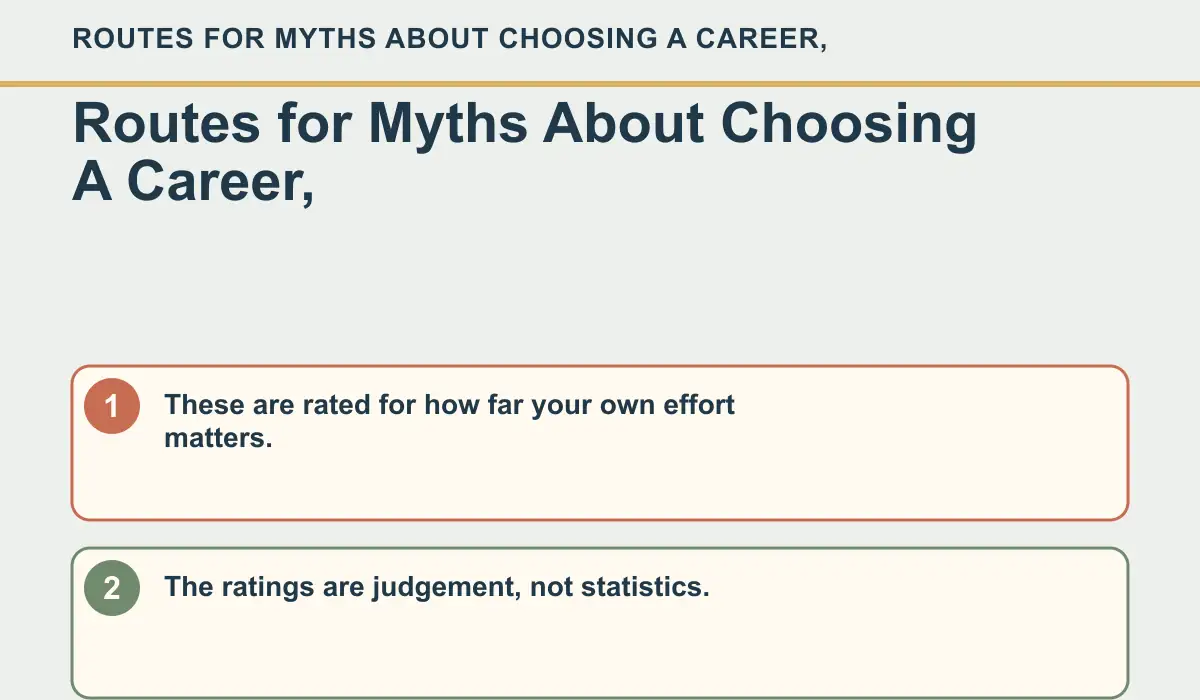 ROUTES FOR MYTHS ABOUT CHOOSING A CAREER,
Routes for Myths About Choosing
A Career,
1
These are rated for how far your own effort
matters.
2
The ratings are judgement, not statistics.